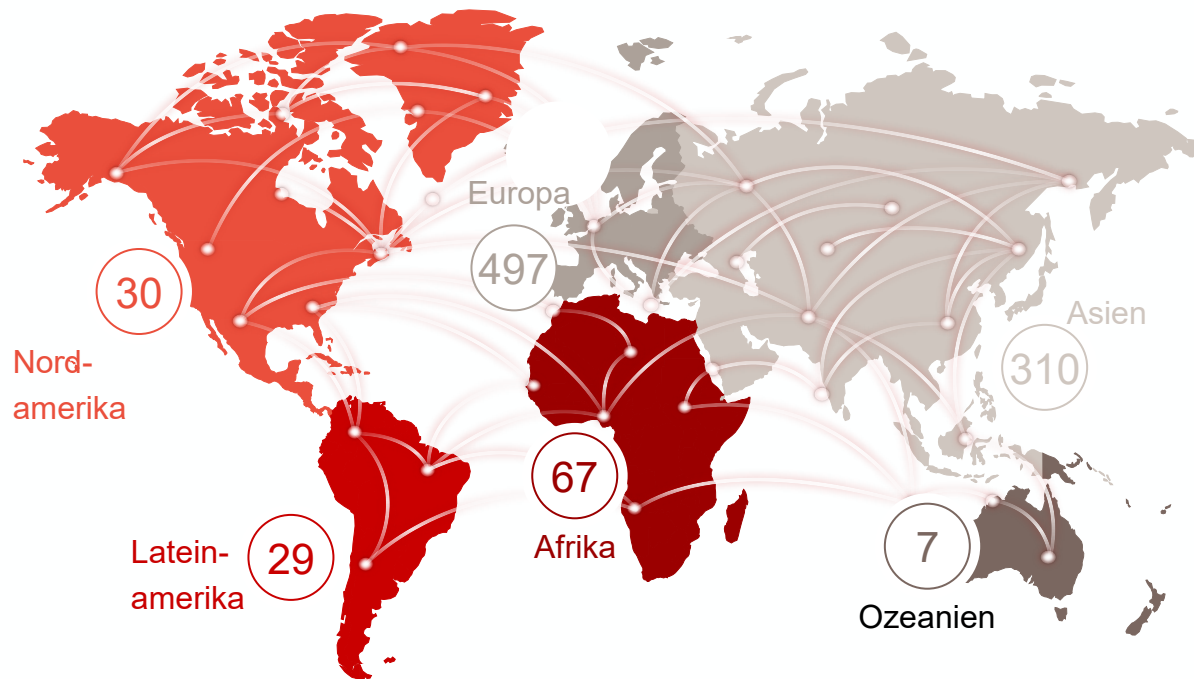 Europa
497
30
Nord-
amerika
Asien
310
67
Afrika
Latein-
amerika
29
7
Ozeanien